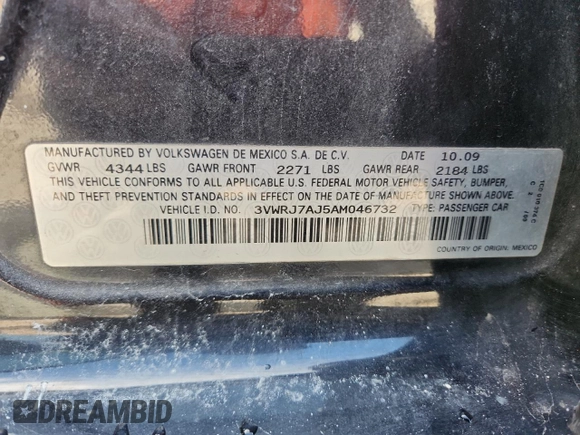 MANUFACTURED BY VOLKSWAGEN DE MEXICO S.A. DE C.V. DATE 10.09
GVWR 4344 LBS GAWR FRONT 2271 LBS GAWR REAR 2184 LBS
THIS VEHICLE CONFORMS TO ALL APPLICABLE U.S. FEDERAL MOTOR VEHICLE SAFETY, BUMPER,
AND THEFT PREVENTION STANDARDS IN EFFECT ON THE DATE OF MANUFACTURE SHOWN ABOVE.
VEHICLE I.D. NO. 3VWRJ7AJ5AM046732 TYPE: PASSENGER CAR
COUNTRY OF ORIGIN: MEXICO
DREAMBID